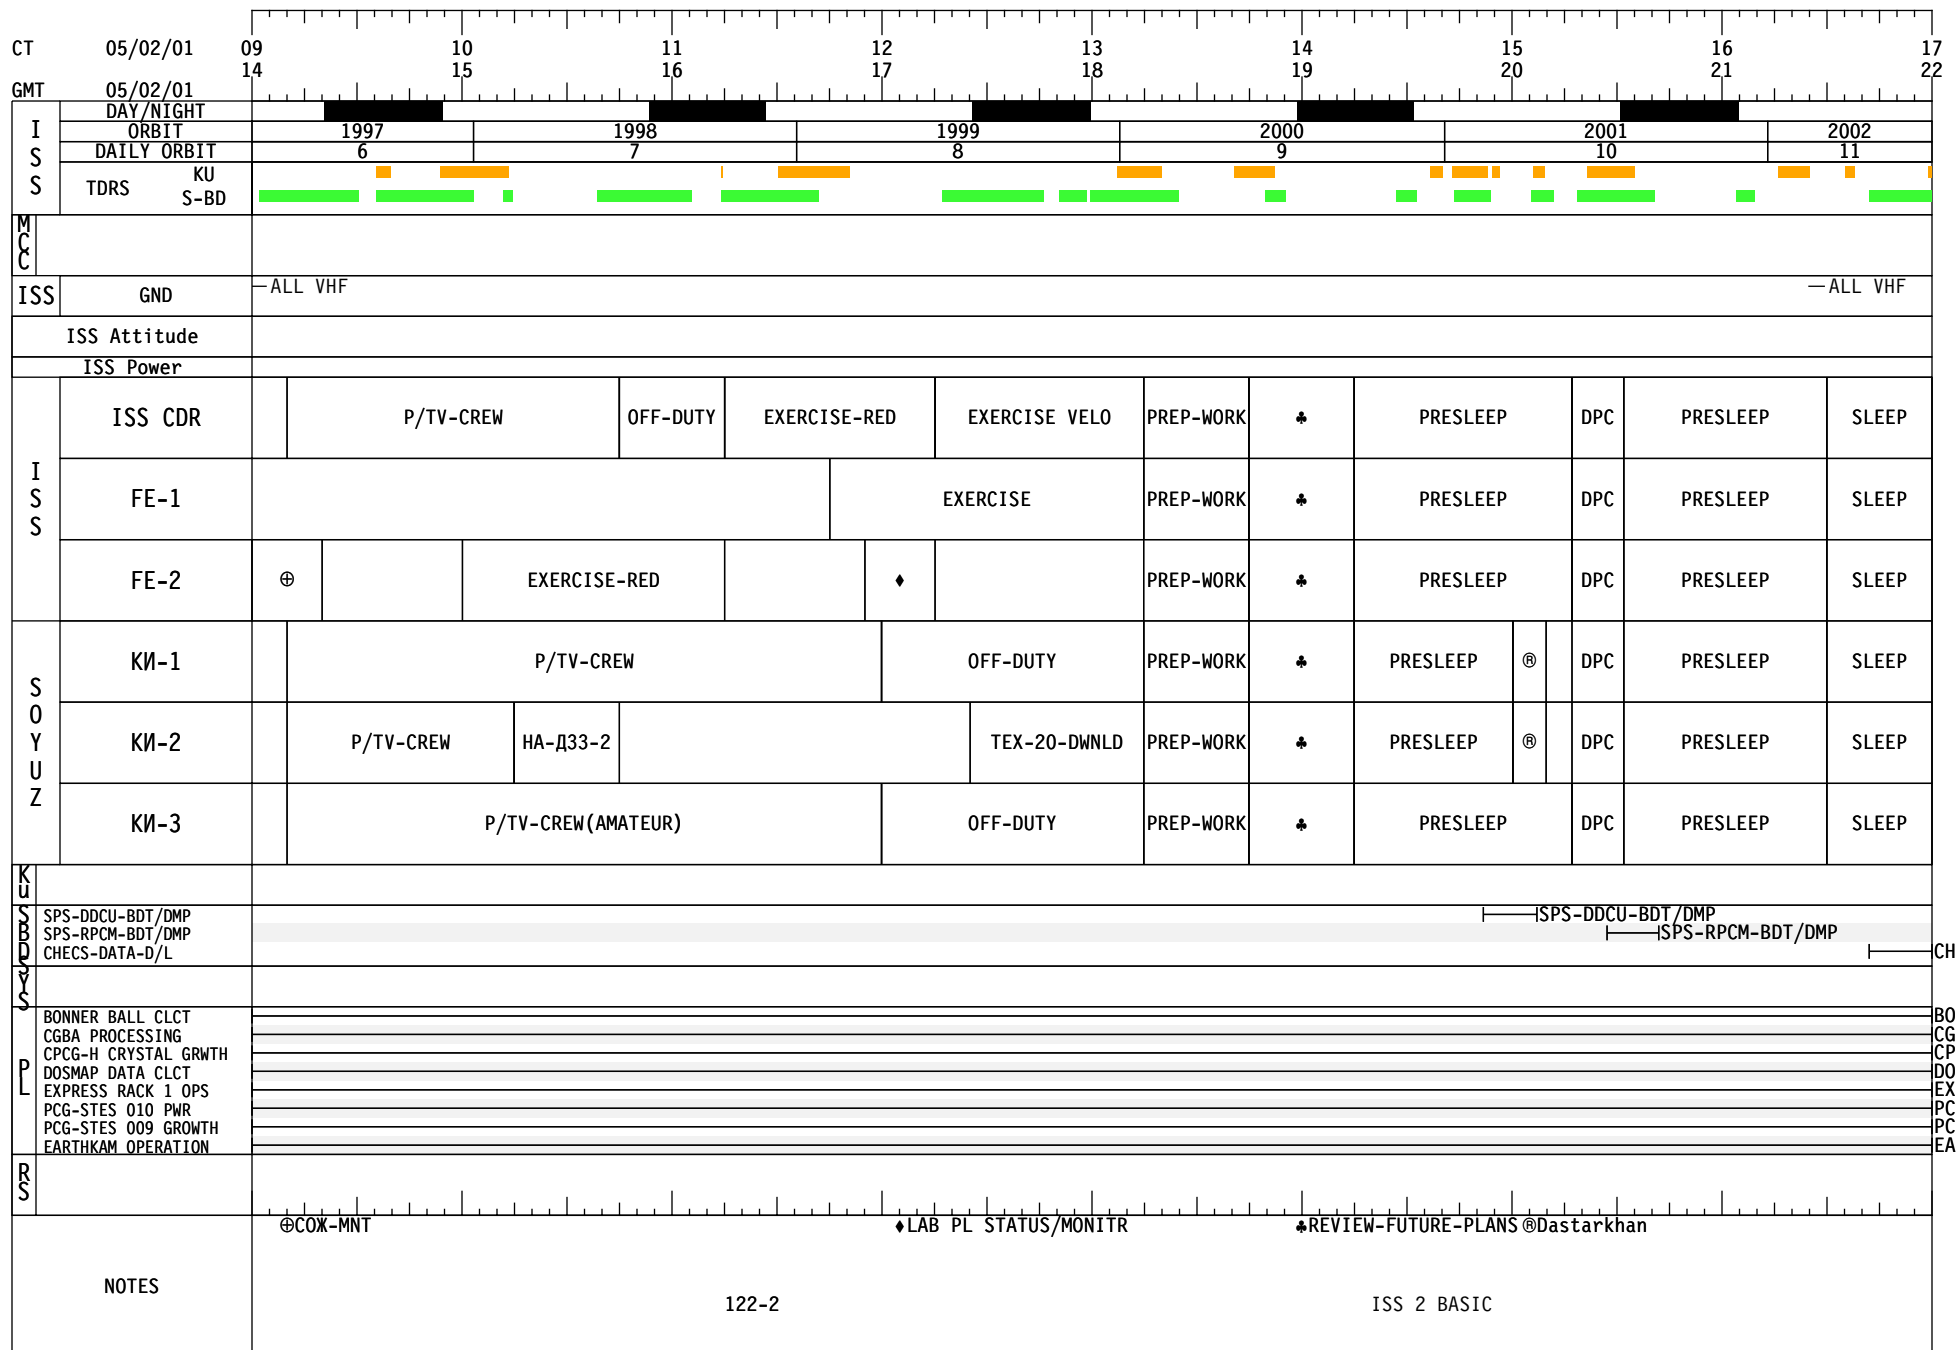 CT 05/02/01 09 10 11 12 13 14 15 16 17
14 15 16 17 18 19 20 21 22
GMT 05/02/01
ISS
DAY/NIGHT
ORBIT 1997 1998 1999 2000 2001 2002
DAILY ORBIT 6 7 8 9 10 11
TDRS KU
S-BD
MCC
ISS GND —ALL VHF —ALL VHF
ISS Attitude
ISS Power
ISS
ISS CDR P/TV-CREW OFF-DUTY EXERCISE-RED EXERCISE VELO PREP-WORK ♣ PRESLEEP DPC PRESLEEP SLEEP
FE-1 EXERCISE PREP-WORK ♣ PRESLEEP DPC PRESLEEP SLEEP
FE-2 ⊕ EXERCISE-RED ♦ PREP-WORK ♣ PRESLEEP DPC PRESLEEP SLEEP
SOYUZ
КИ-1 P/TV-CREW OFF-DUTY PREP-WORK ♣ PRESLEEP ® DPC PRESLEEP SLEEP
КИ-2 P/TV-CREW НА-Д33-2 TEX-20-DWNLD PREP-WORK ♣ PRESLEEP ® DPC PRESLEEP SLEEP
КИ-3 P/TV-CREW(AMATEUR) OFF-DUTY PREP-WORK ♣ PRESLEEP DPC PRESLEEP SLEEP
Ku
SBD
SPS-DDCU-BDT/DMP SPS-DDCU-BDT/DMP
SPS-RPCM-BDT/DMP SPS-RPCM-BDT/DMP
CHECS-DATA-D/L CH
SYS
PL
BONNER BALL CLCT BO
CGBA PROCESSING CG
CPCG-H CRYSTAL GRWTH CP
DOSMAP DATA CLCT DO
EXPRESS RACK 1 OPS EX
PCG-STES 010 PWR PC
PCG-STES 009 GROWTH PC
EARTHKAM OPERATION EA
RS
⊕СОЖ-MNT ♦LAB PL STATUS/MONITR ♣REVIEW-FUTURE-PLANS ®Dastarkhan
NOTES
122-2 ISS 2 BASIC